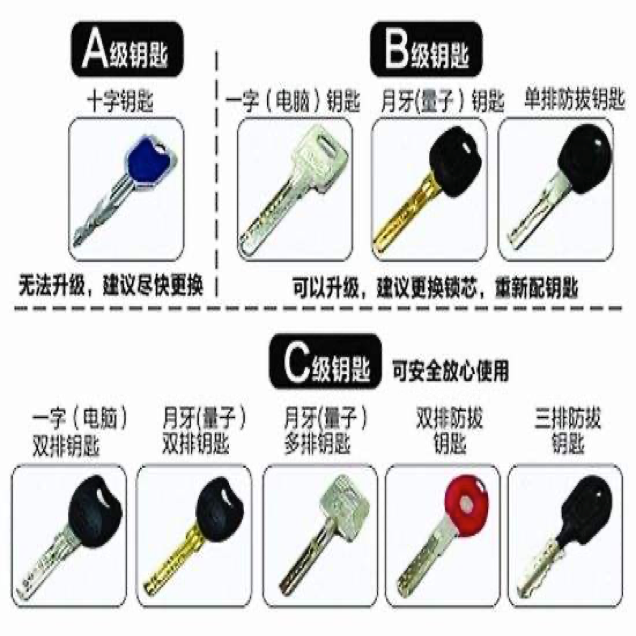 A级钥匙
B级钥匙
十字钥匙
一字（电脑）钥匙
月牙(量子）钥匙
单排防拔钥匙
无法升级，建议尽快更换
可以升级，建议更换锁芯，重新配钥匙
C级钥匙
可安全放心使用
一字（电脑）
双排钥匙
月牙(量子）
双排钥匙
月牙(量子）
多排钥匙
双排防拔
钥匙
三排防拔
钥匙